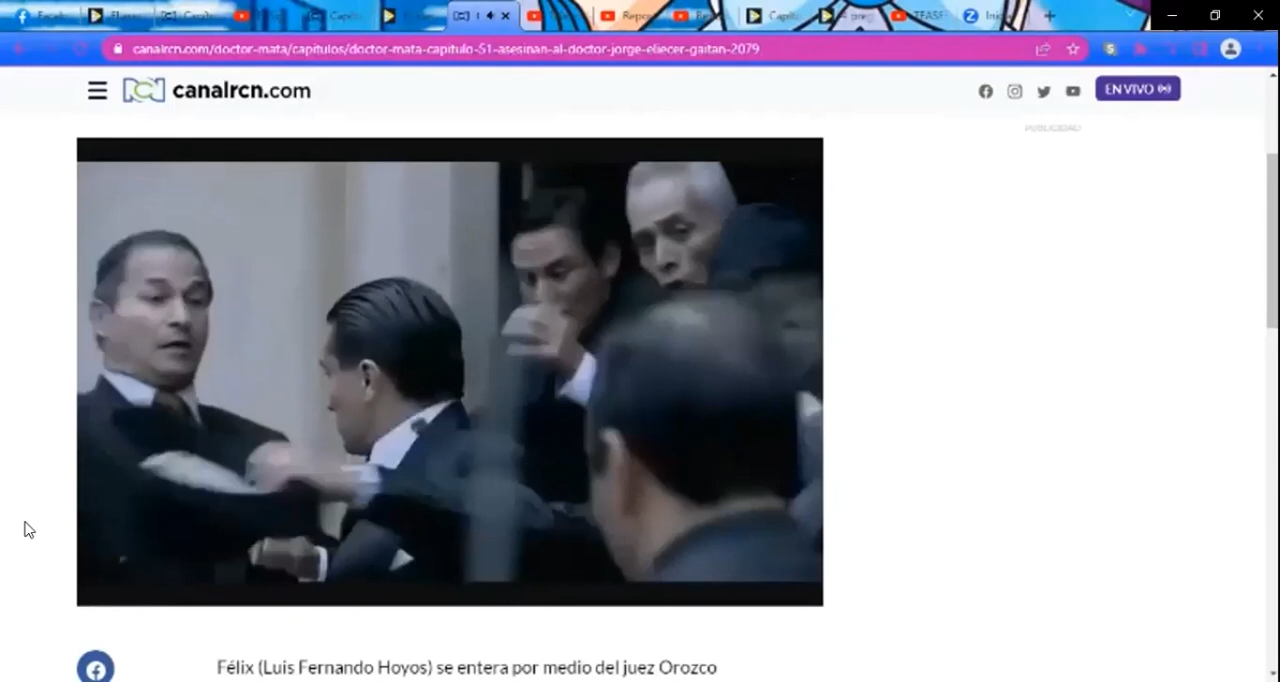 canalrcn.com/doctor-mata/capitulos/doctor-mata-capitulo-51-asesinan-al-doctor-jorge-eliecer-gaitan-2079
canalrcn.com
EN VIVO
PUBLICIDAD
Félix (Luis Fernando Hoyos) se entera por medio del juez Orozco